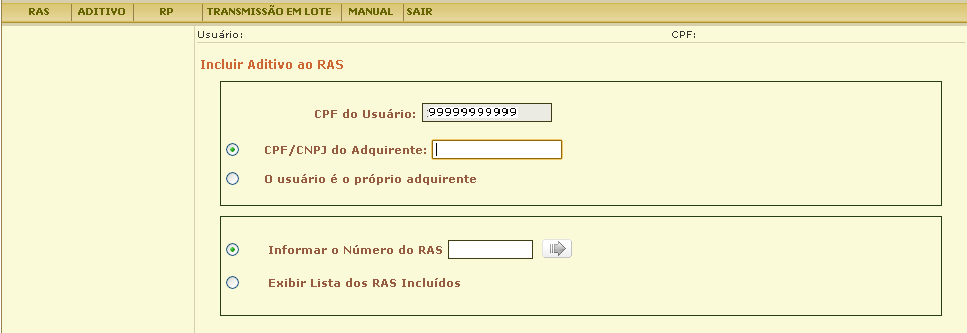 RAS ADITIVO RP TRANSMISSÃO EM LOTE MANUAL SAIR
Usuário: CPF:
Incluir Aditivo ao RAS
CPF do Usuário: 99999999999
CPF/CNPJ do Adquirente:
O usuário é o próprio adquirente
Informar o Número do RAS
Exibir Lista dos RAS Incluídos